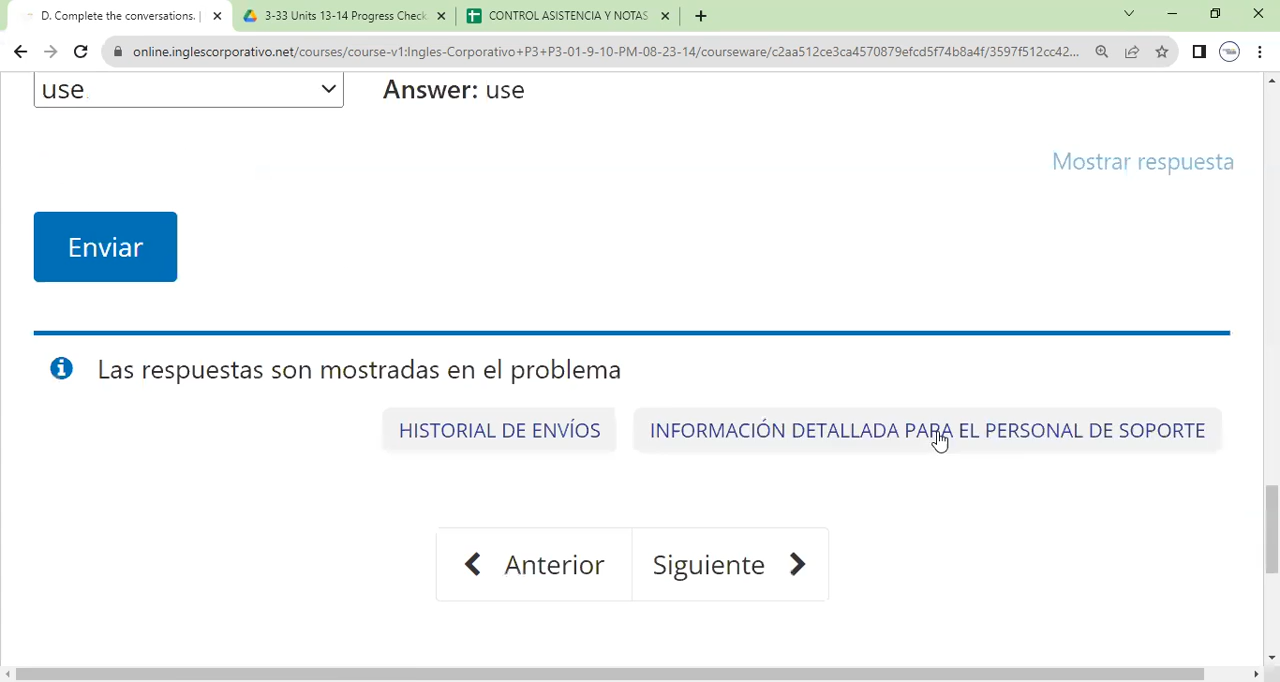 D. Complete the conversations. |
3-33 Units 13-14 Progress Check.
CONTROL ASISTENCIA Y NOTAS
online.inglescorporativo.net/courses/course-v1:Ingles-Corporativo+P3+P3-01-9-10-PM-08-23-14/courseware/c2aa512ce3ca4570879efcd5f74b8a4f/3597f512cc42...
use
Answer: use
Mostrar respuesta
Enviar
Las respuestas son mostradas en el problema
HISTORIAL DE ENVÍOS
INFORMACIÓN DETALLADA PARA EL PERSONAL DE SOPORTE
Anterior
Siguiente